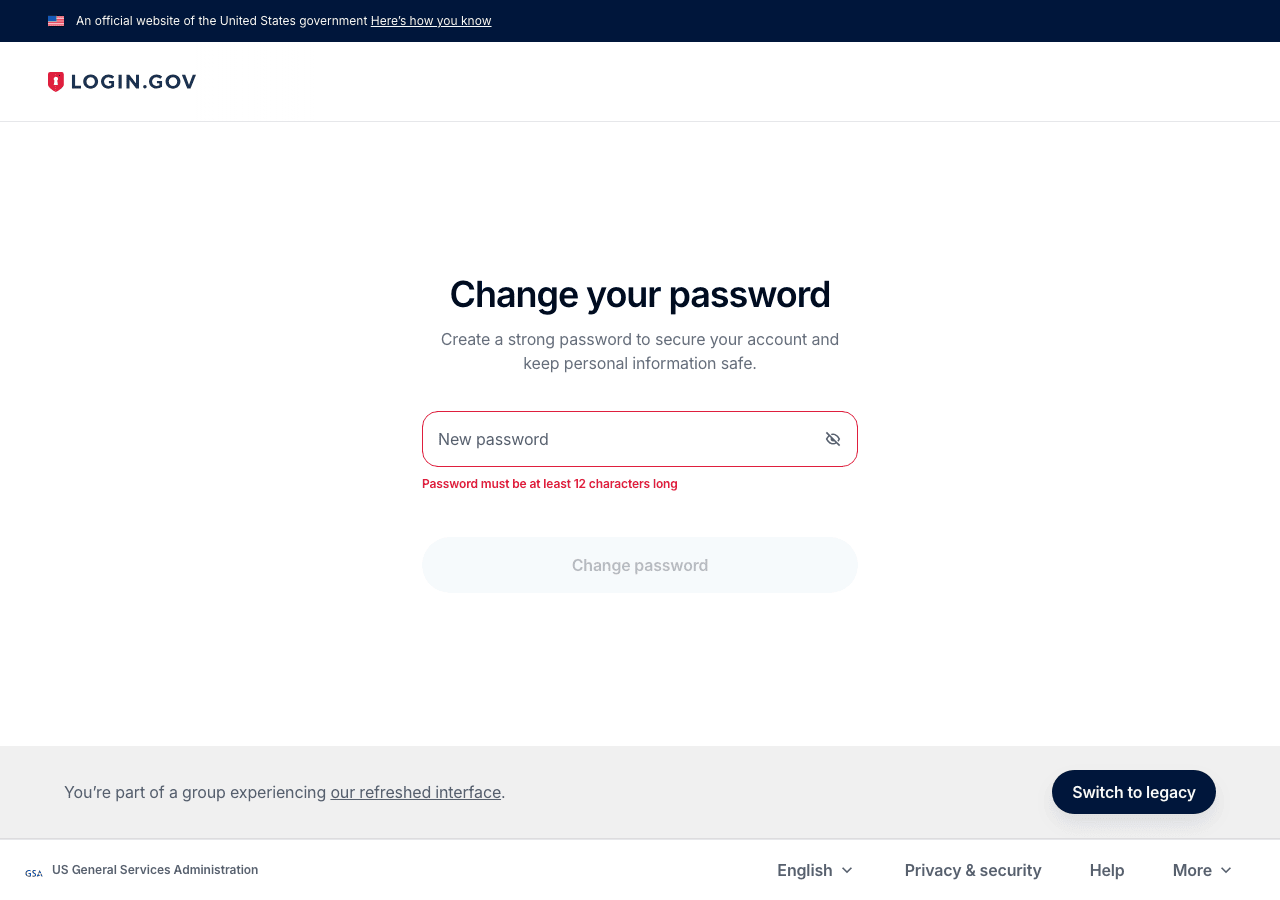 An official website of the United States government Here’s how you know
LOGIN.GOV
Change your password
Create a strong password to secure your account and
keep personal information safe.
New password
Password must be at least 12 characters long
Change password
You’re part of a group experiencing our refreshed interface.
Switch to legacy
GSA US General Services Administration
English Privacy & security Help More